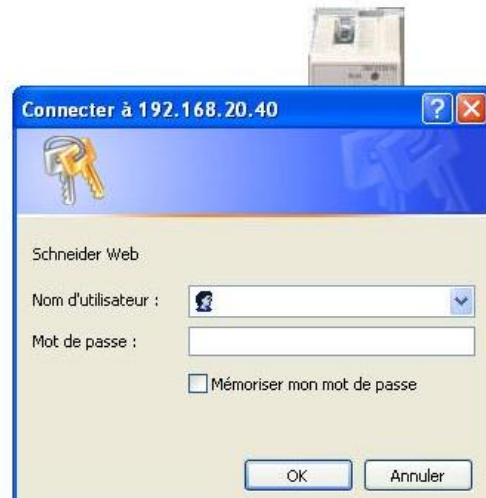 Connecter à 192.168.20.40
Schneider Web
Nom d'utilisateur :
Mot de passe :
Mémoriser mon mot de passe
OK
Annuler